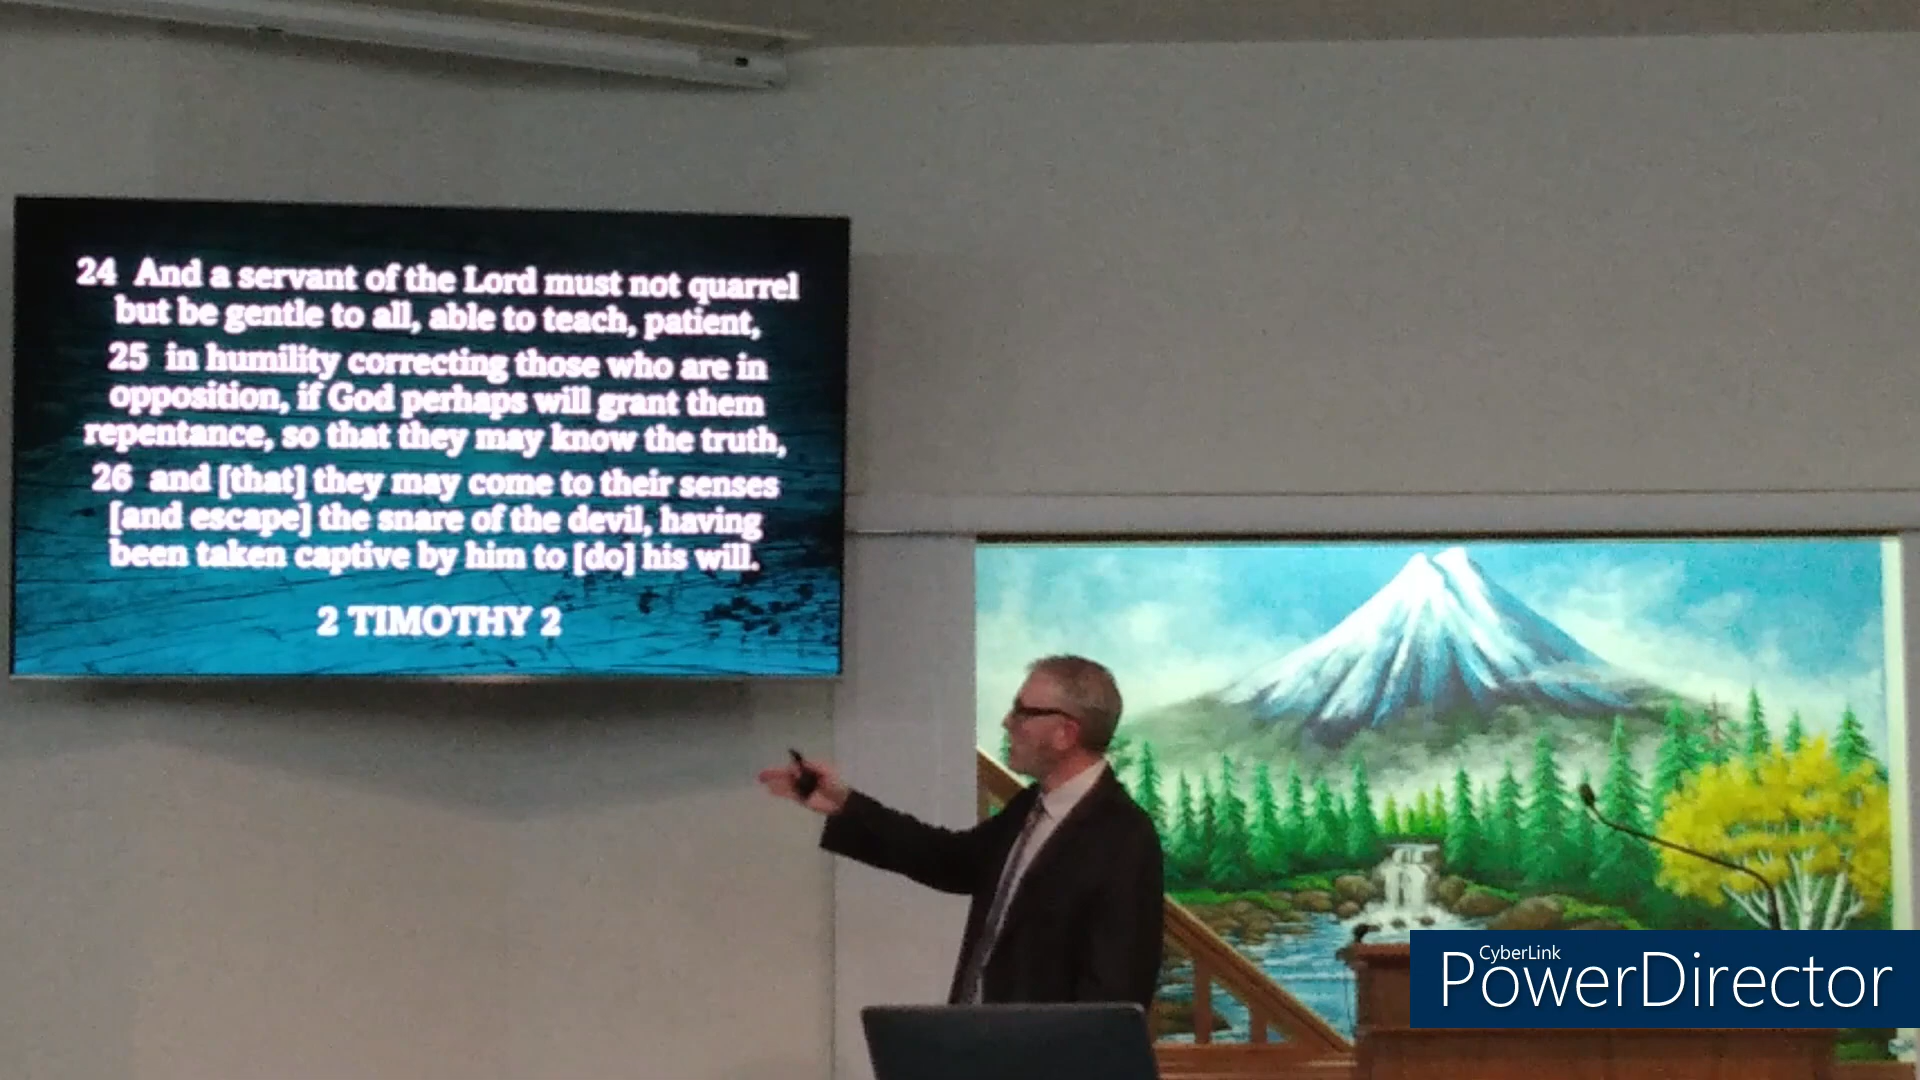 24 And a servant of the Lord must not quarrel
but be gentle to all, able to teach, patient,
25 in humility correcting those who are in
opposition, if God perhaps will grant them
repentance, so that they may know the truth,
26 and [that] they may come to their senses
[and escape] the snare of the devil, having
been taken captive by him to [do] his will.
2 TIMOTHY 2
CyberLink
PowerDirector